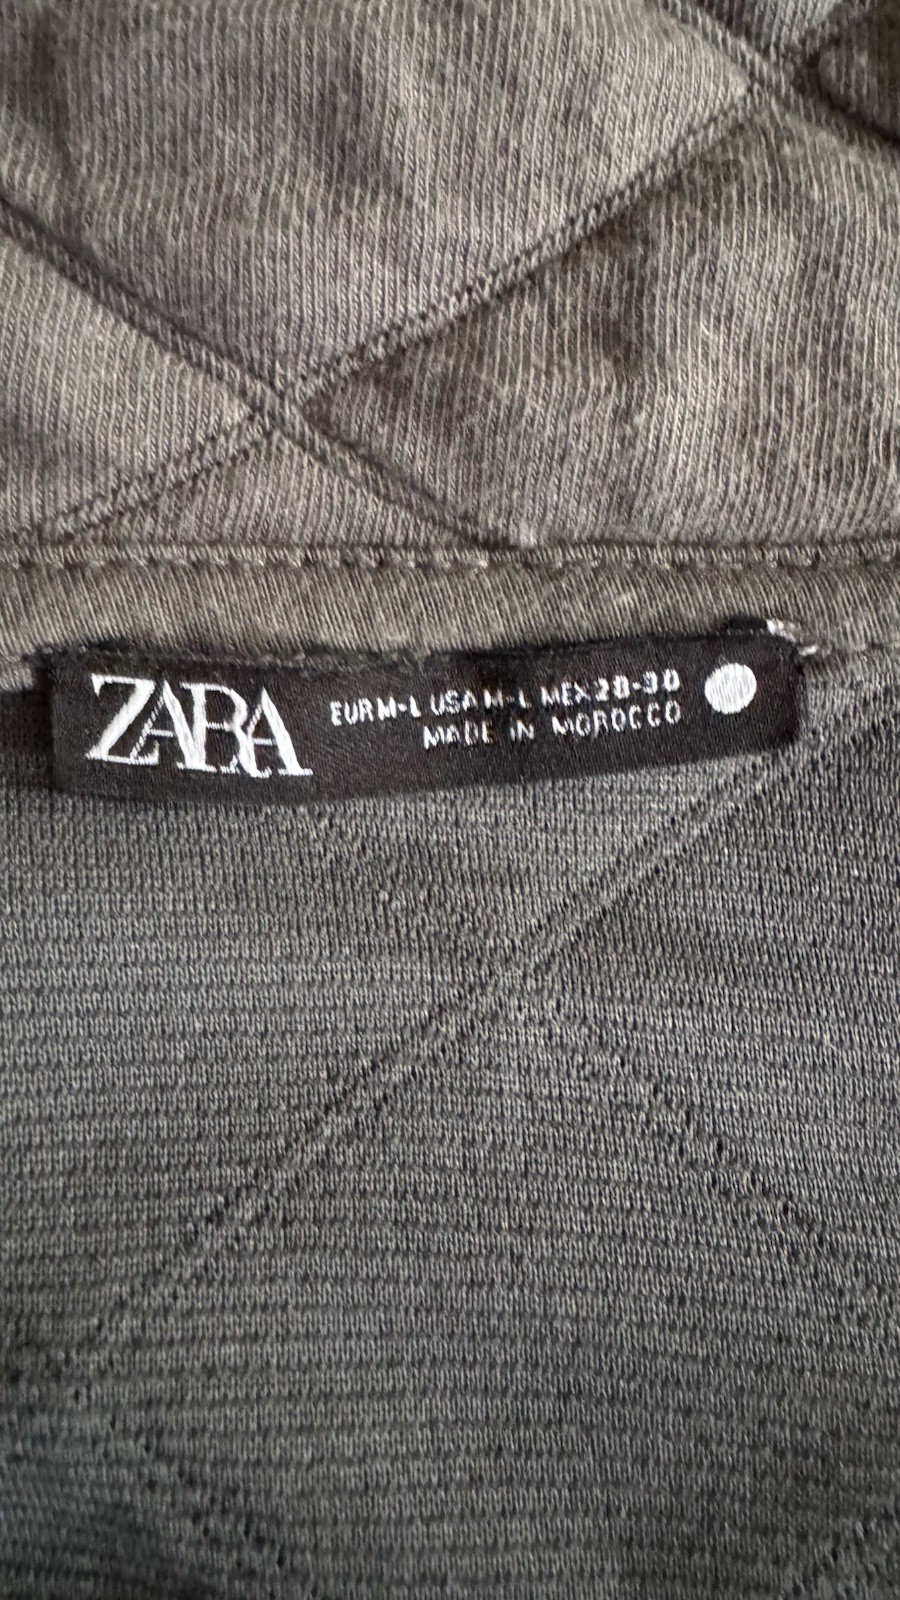 ZARA
EUR M-L USA M-L MEX 28-30
MADE IN MOROCCO